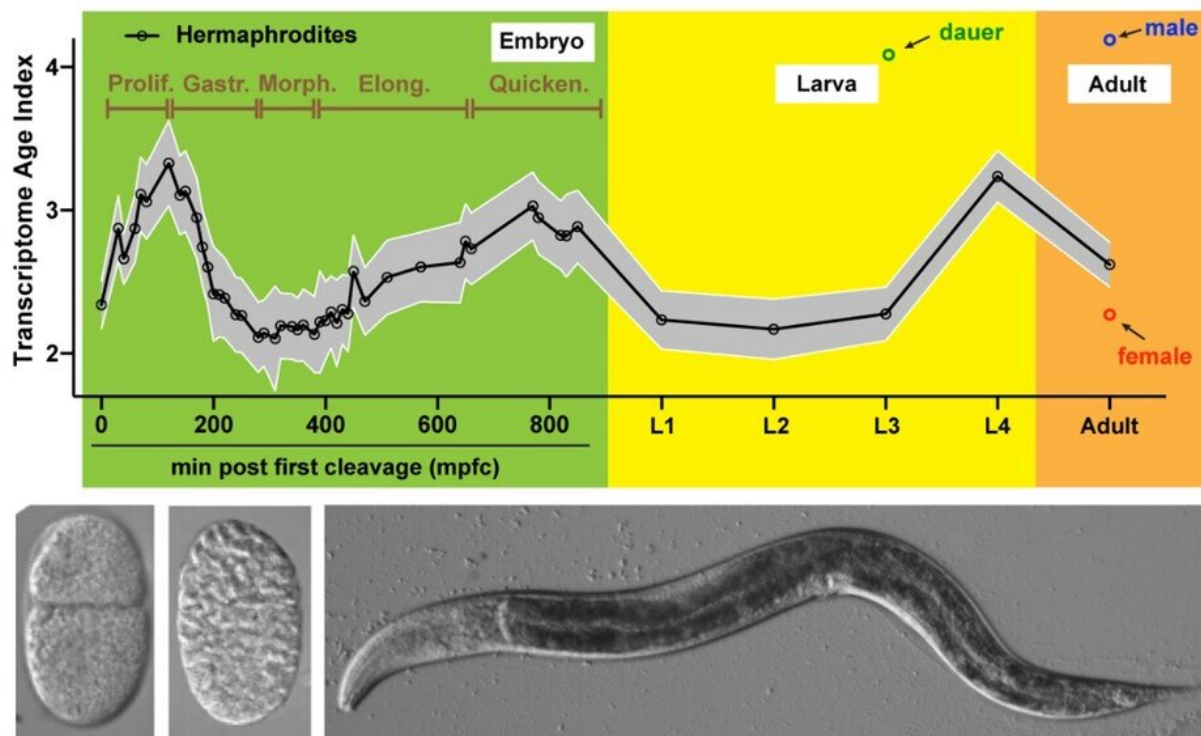 Hermaphrodites
Embryo
dauer
male
Prolif. Gastr. Morph. Elong. Quicken.
Larva
Adult
Transcriptome Age Index
4
3
2
female
0 200 400 600 800 L1 L2 L3 L4 Adult
min post first cleavage (mpfc)